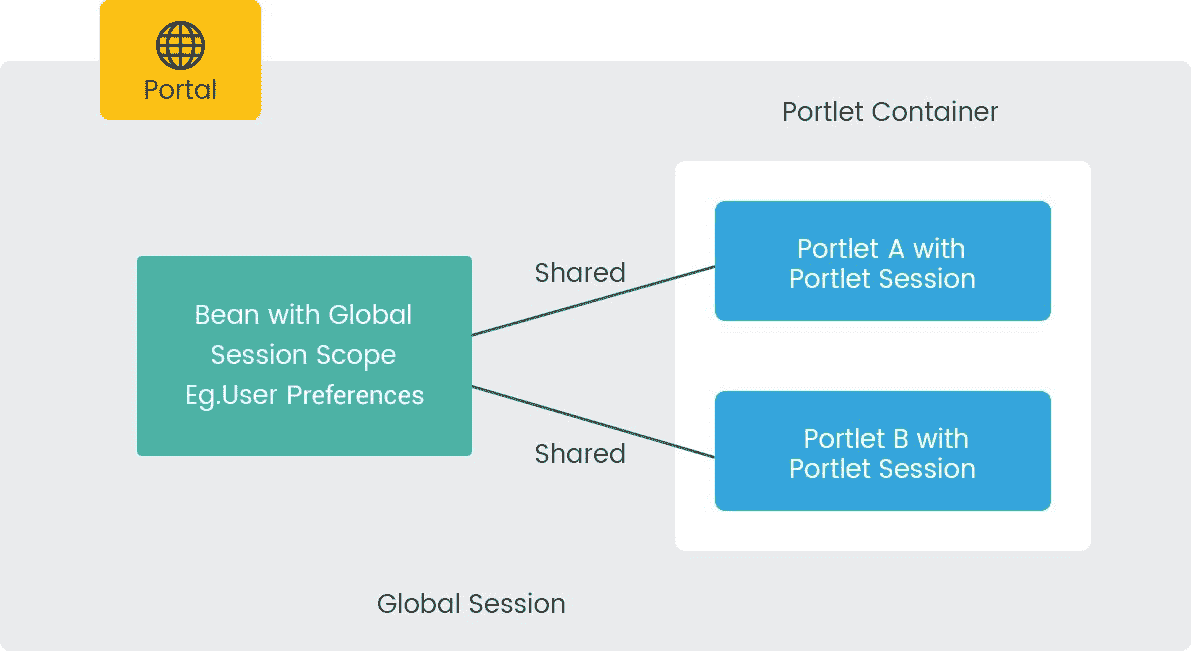 Portal
Portlet Container
Bean with Global
Session Scope
Eg.User Preferences
Shared
Shared
Portlet A with
Portlet Session
Portlet B with
Portlet Session
Global Session